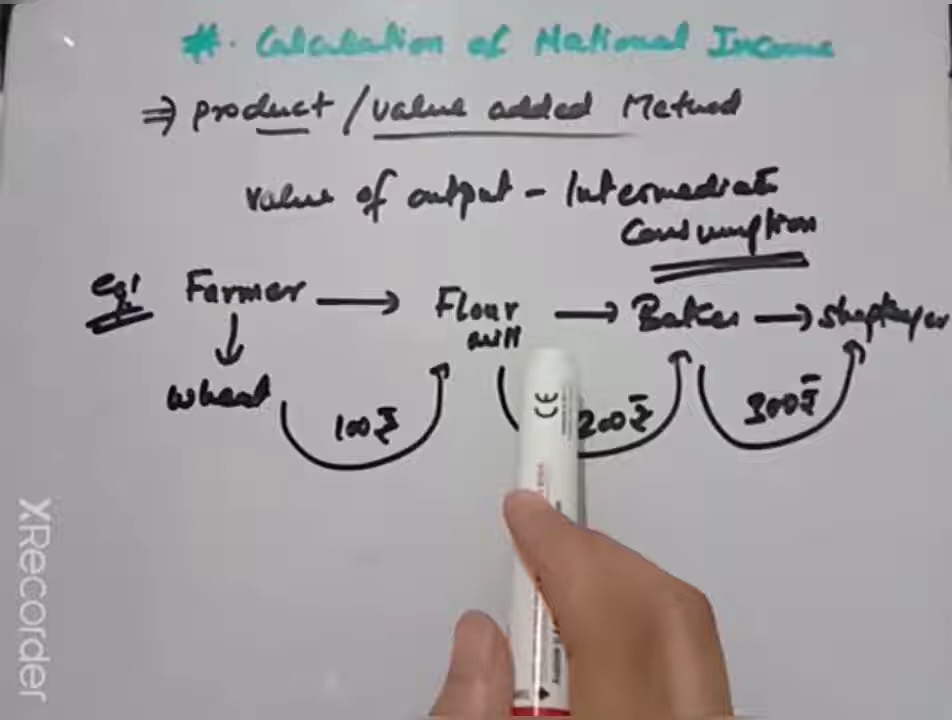 #. Calculation of National Income
⇒ product / value added Method
value of output - Intermediate
Consumption
eg! Farmer → Flour mill → Baker → Shopkeeper
↓
wheat 100₹ 200₹ 300₹
CE
XRecorder